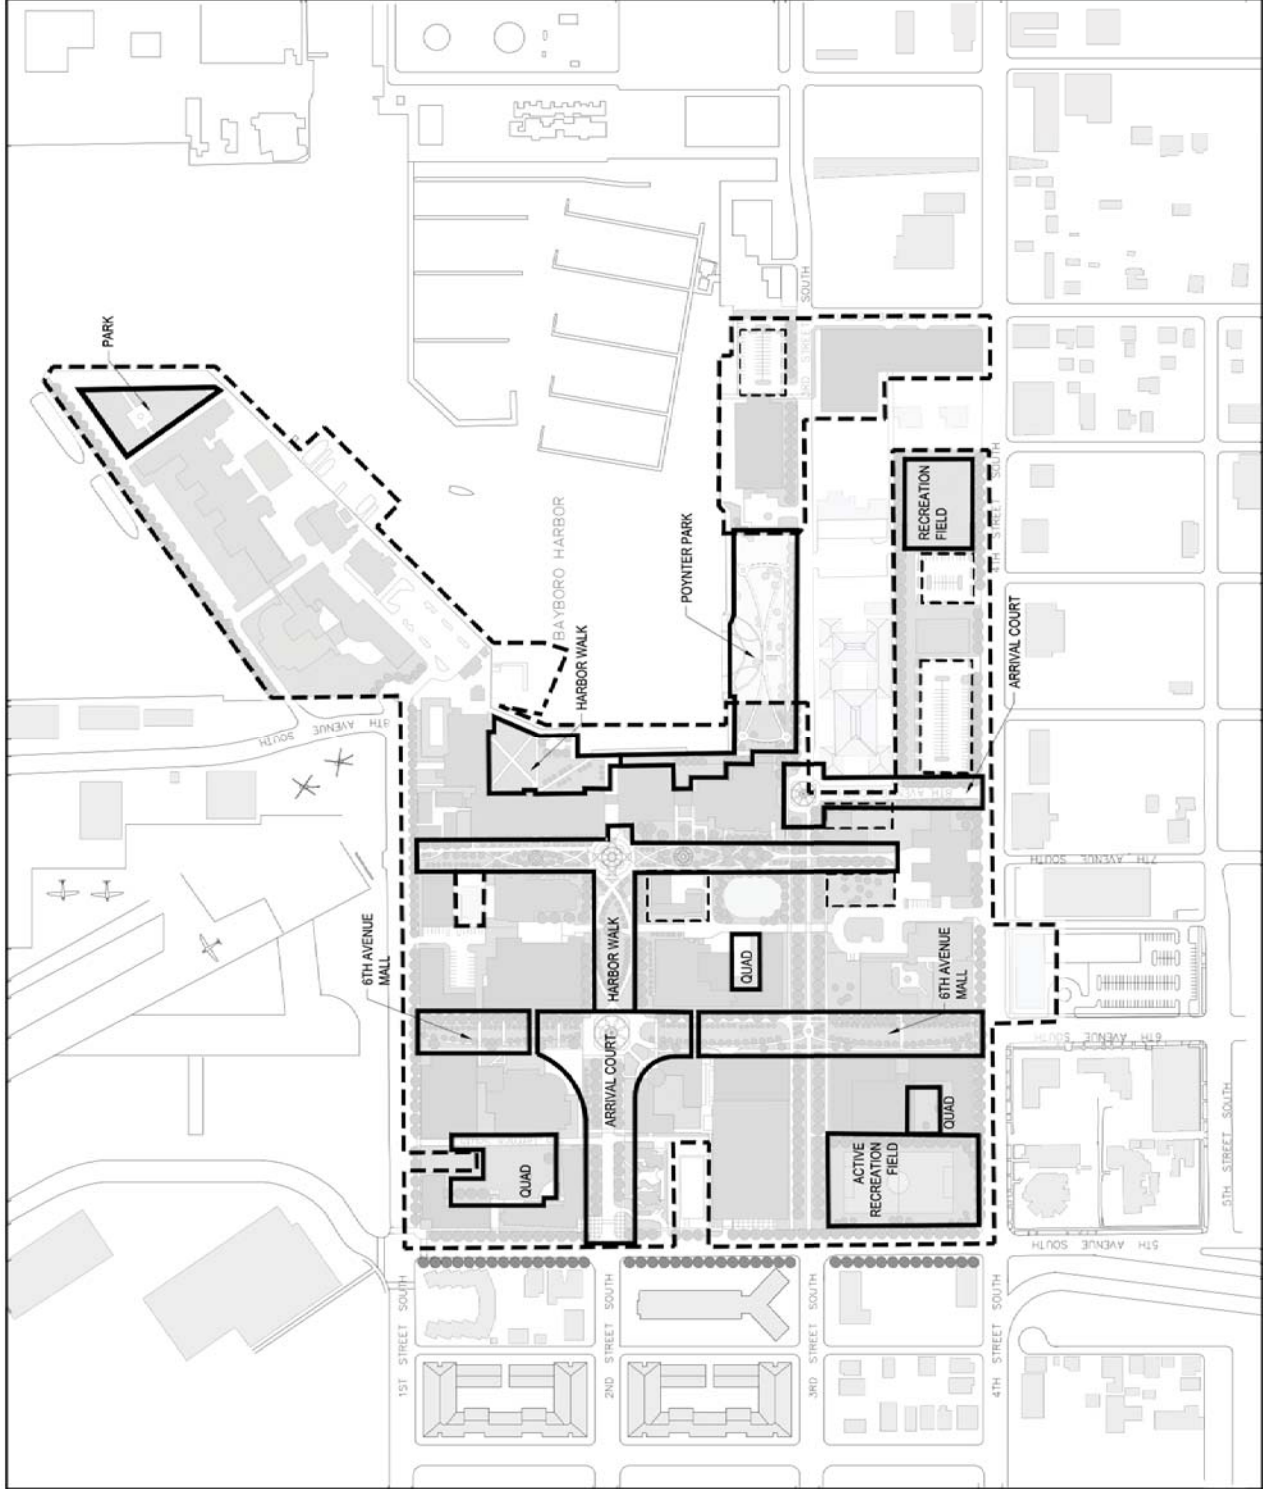 PARK
BAYBORO HARBOR
HARBOR WALK
POYNTER PARK
RECREATION
FIELD
ARRIVAL COURT
8TH AVENUE SOUTH
3RD STREET SOUTH
4TH STREET SOUTH
8TH AVE
7TH AVENUE SOUTH
6TH AVENUE
MALL
HARBOR WALK
QUAD
6TH AVENUE
MALL
6TH AVENUE SOUTH
ARRIVAL COURT
QUAD
ACTIVE
RECREATION
FIELD
QUAD
5TH AVENUE SOUTH
5TH STREET SOUTH
1ST STREET SOUTH
2ND STREET SOUTH
3RD STREET SOUTH
4TH STREET SOUTH